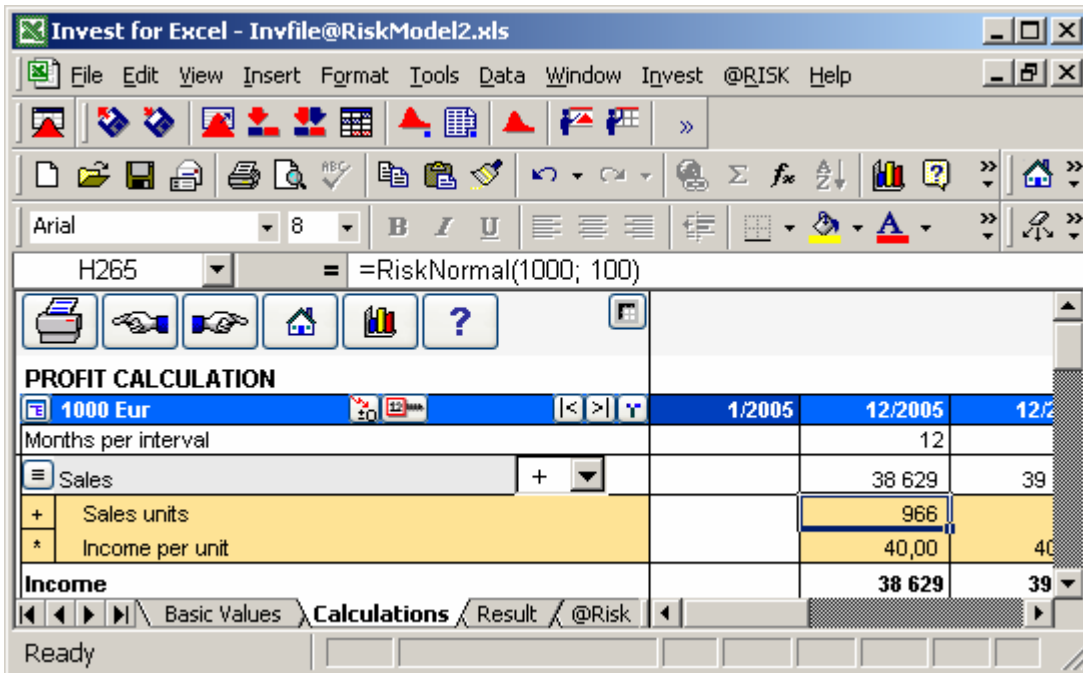 Invest for Excel - Invfile@RiskModel2.xls
File Edit View Insert Format Tools Data Window Invest @RISK Help
ABC
Arial 8 B I U A
H265 = =RiskNormal(1000; 100)
?
PROFIT CALCULATION
1000 Eur 1/2005 12/2005 12/2
Months per interval 12
Sales + 38 629 39
+ Sales units 966
* Income per unit 40,00 40
Income 38 629 39
Basic Values Calculations Result @Risk
Ready